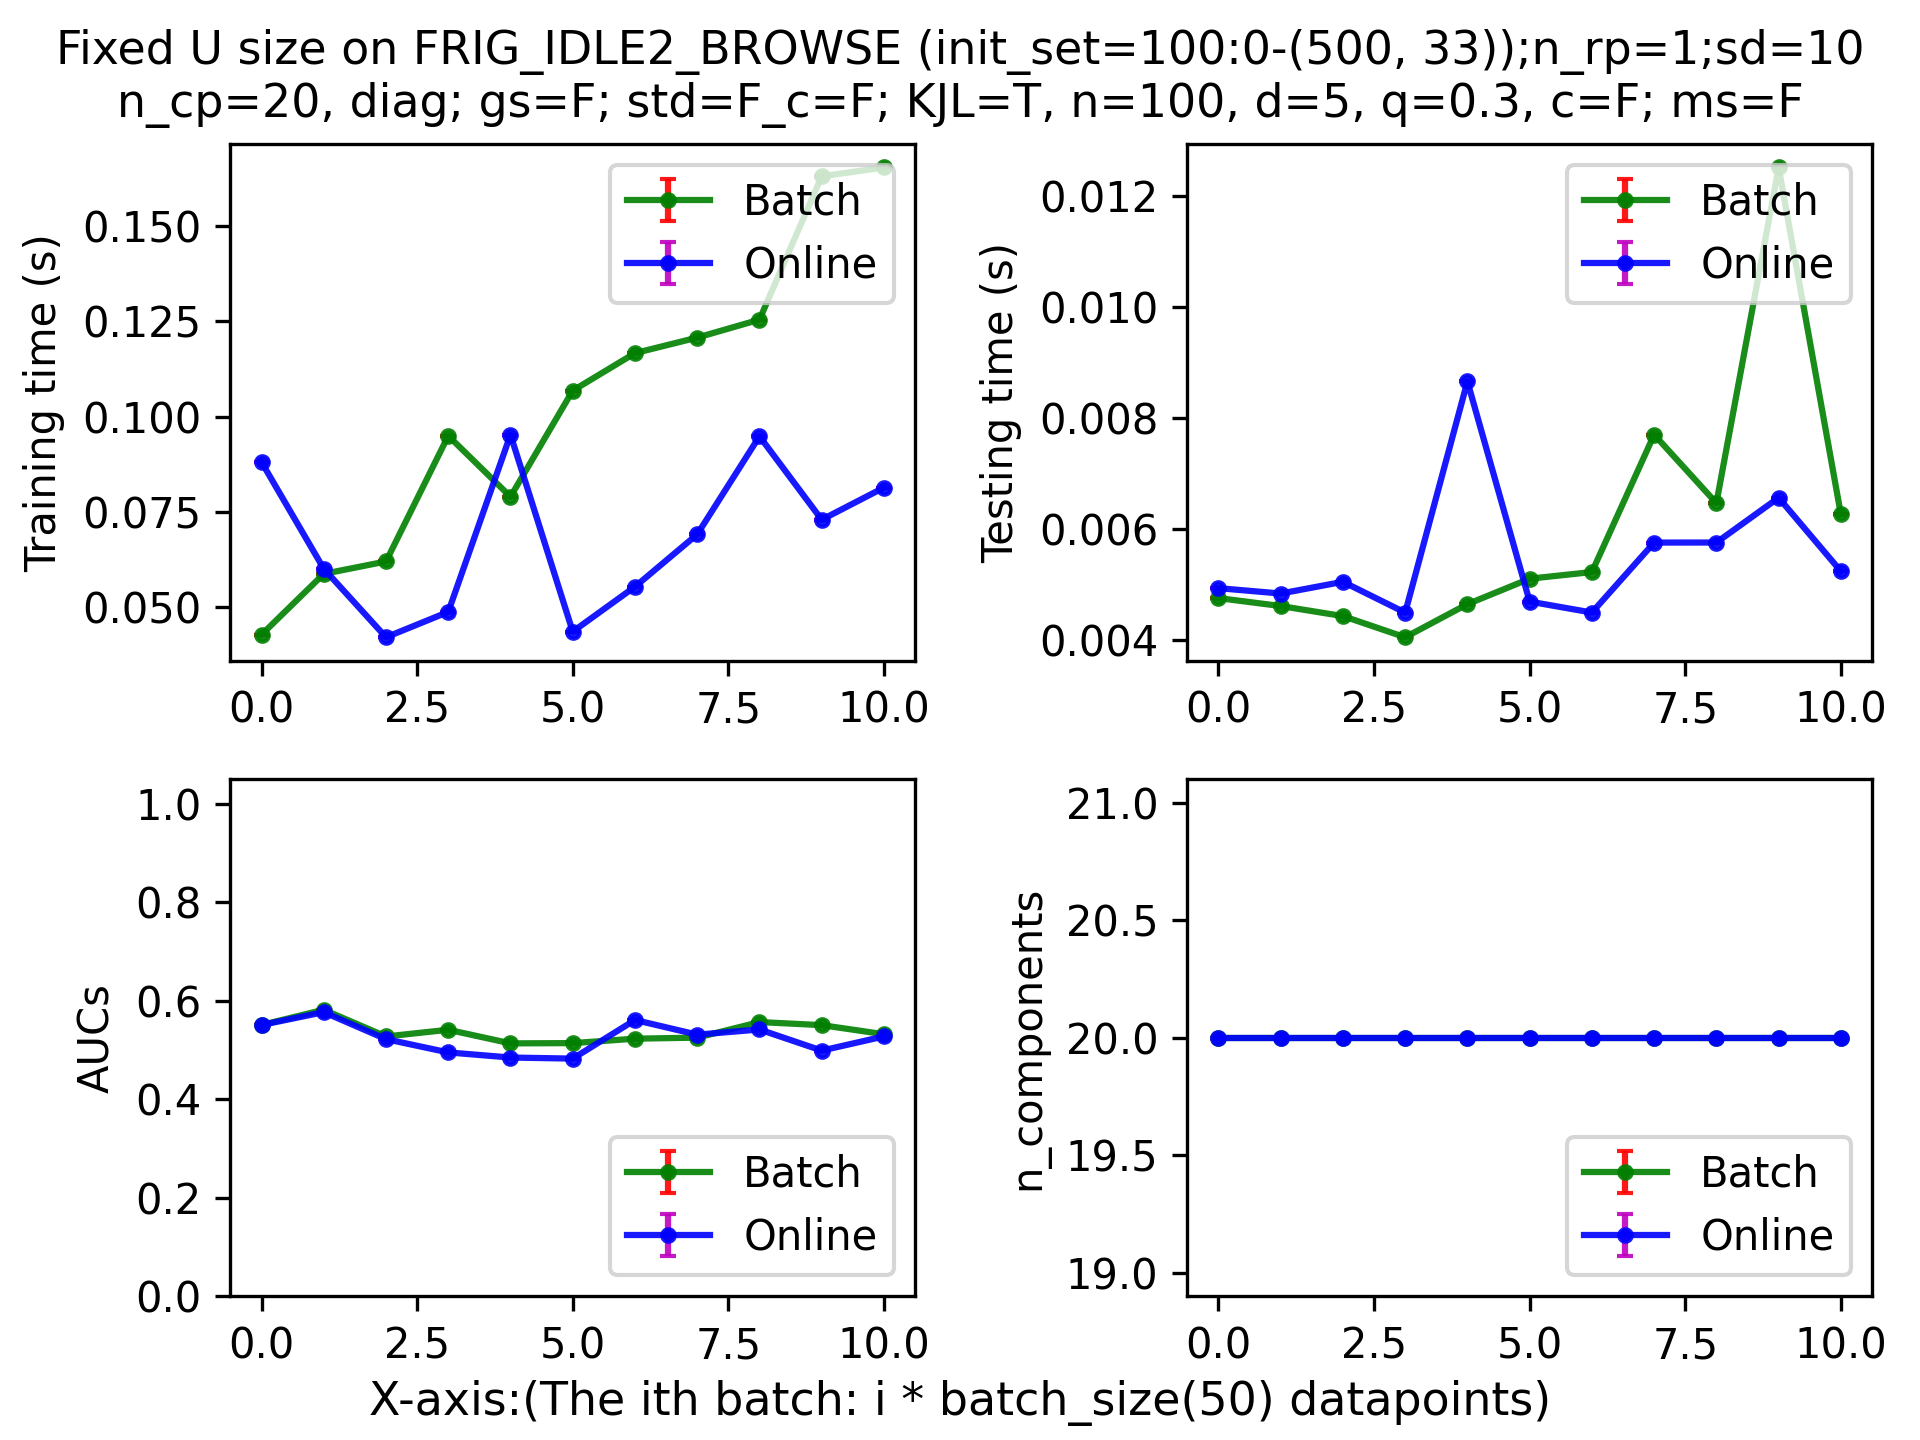 Fixed U size on FRIG_IDLE2_BROWSE (init_set=100:0-(500, 33));n_rp=1;sd=10
n_cp=20, diag; gs=F; std=F_c=F; KJL=T, n=100, d=5, q=0.3, c=F; ms=F
Training time (s)
0.150
0.125
0.100
0.075
0.050
Batch
Online
0.0 2.5 5.0 7.5 10.0
Testing time (s)
0.012
0.010
0.008
0.006
0.004
Batch
Online
0.0 2.5 5.0 7.5 10.0
AUCs
1.0
0.8
0.6
0.4
0.2
0.0
Batch
Online
0.0 2.5 5.0 7.5 10.0
n_components
21.0
20.5
20.0
19.5
19.0
Batch
Online
0.0 2.5 5.0 7.5 10.0
X-axis:(The ith batch: i * batch_size(50) datapoints)